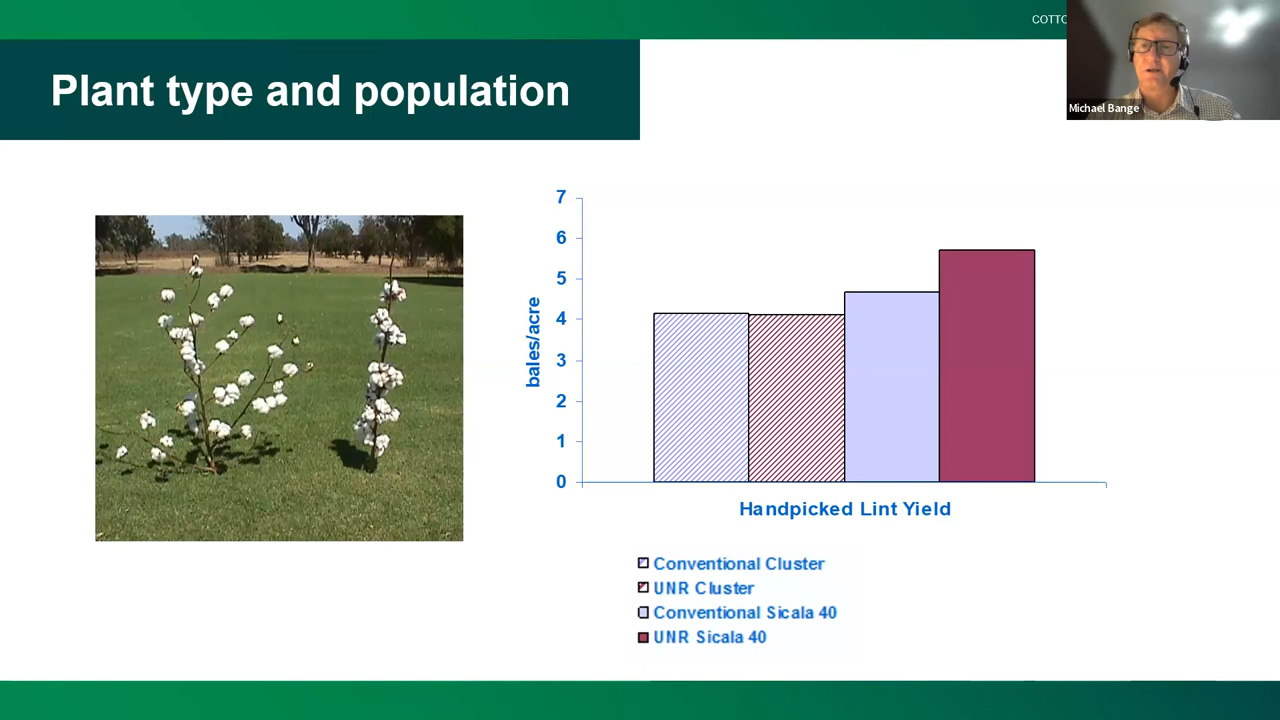 COTTO
Plant type and population
Michael Bange
7
6
5
4
3
2
1
0
bales/acre
Handpicked Lint Yield
Conventional Cluster
UNR Cluster
Conventional Sicala 40
UNR Sicala 40